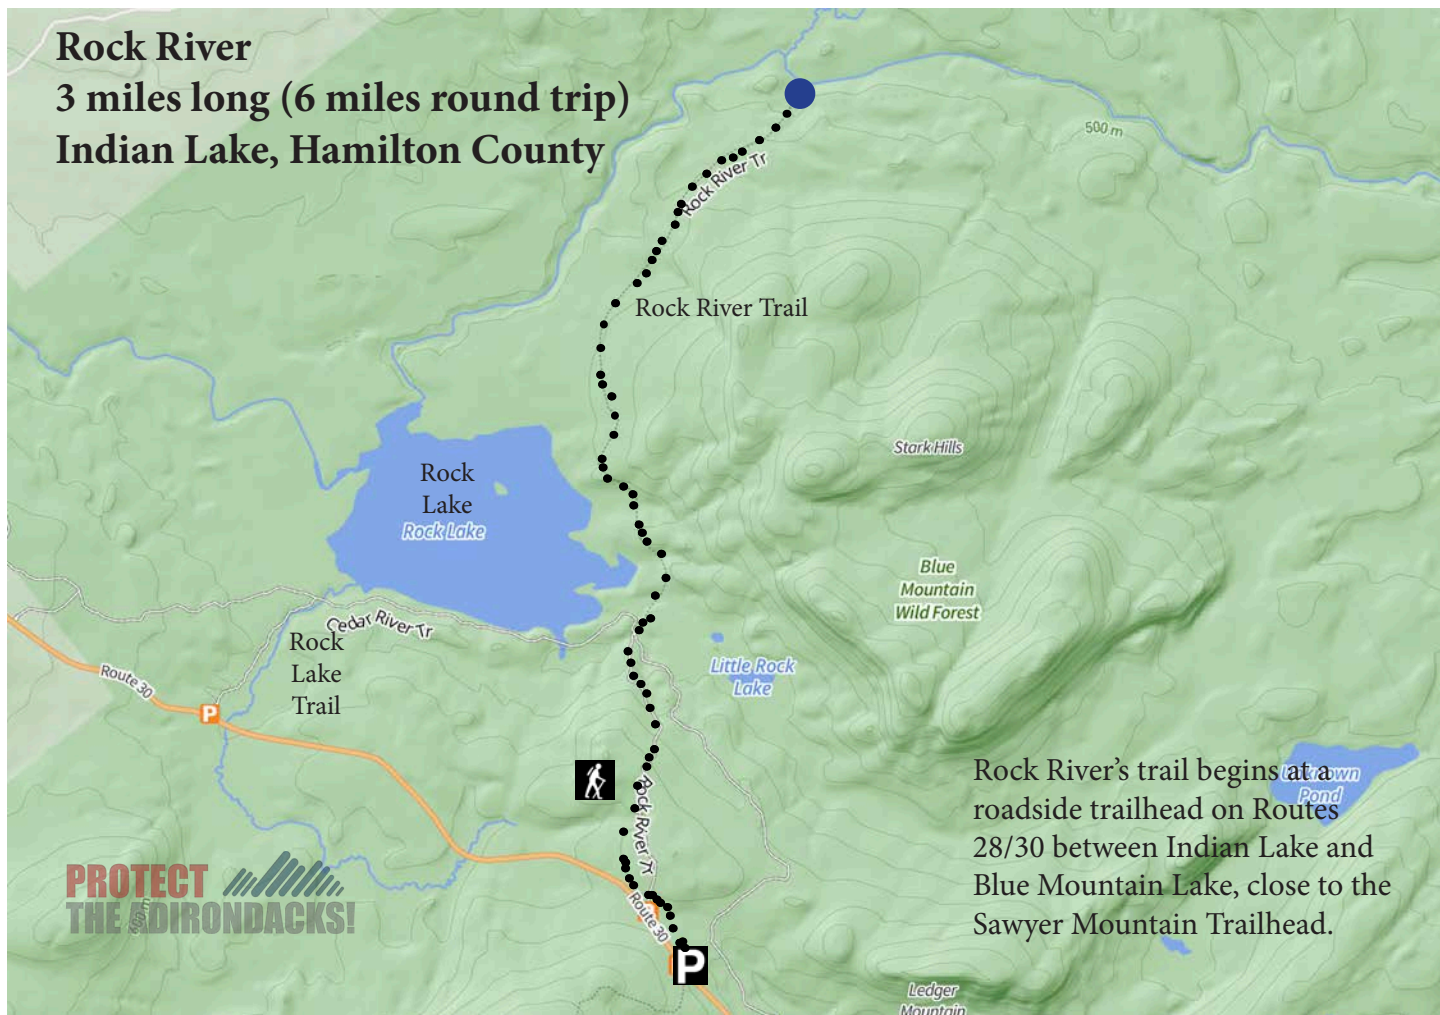 Rock River
3 miles long (6 miles round trip)
Indian Lake, Hamilton County
500 m
Rock River Tr
Rock River Trail
Stark Hills
Rock
Lake
Rock Lake
Blue
Mountain
Wild Forest
Cedar River Tr
Rock
Lake
Trail
Little Rock
Lake
Route 30
P
Rock River Tr
Rock River's trail begins at a
roadside trailhead on Routes
28/30 between Indian Lake and
Blue Mountain Lake, close to the
Sawyer Mountain Trailhead.
Unknown
Pond
PROTECT
THE ADIRONDACKS!
Route 30
P
Ledger
Mountain